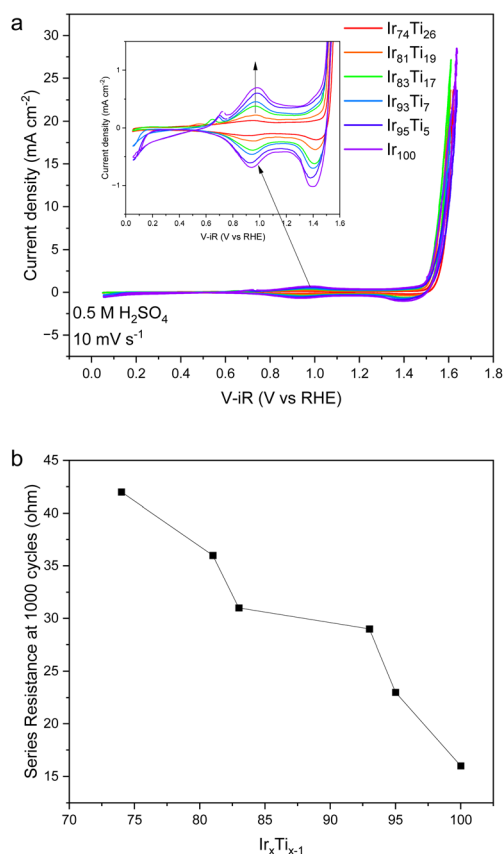 a
Ir74Ti26
Ir81Ti19
Ir83Ti17
Ir93Ti7
Ir95Ti5
Ir100
Current density (mA cm-2)
30
25
20
15
10
5
0
−5
0.0 0.2 0.4 0.6 0.8 1.0 1.2 1.4 1.6 1.8
V-iR (V vs RHE)
0.5 M H2SO4
10 mV s-1
Current density (mA cm-2)
1
0
−1
0.0 0.2 0.4 0.6 0.8 1.0 1.2 1.4 1.6
V-iR (V vs RHE)
b
Series Resistance at 1000 cycles (ohm)
45
40
35
30
25
20
15
70 75 80 85 90 95 100
IrxTix-1